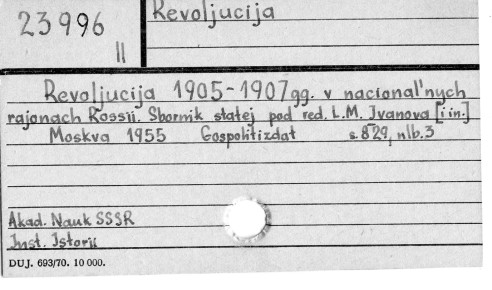 23996
II
Revoljucija
Revoljucija 1905-1907gg. v nacional'nych
rajonach Rossii. Sbornik statej pod red. L.M. Ivanova [i in.]
Moskva 1955 Gospolitizdat s. 829, nlb. 3
Akad. Nauk SSSR
Inst. Istorii
DUJ. 693/70. 10 000.